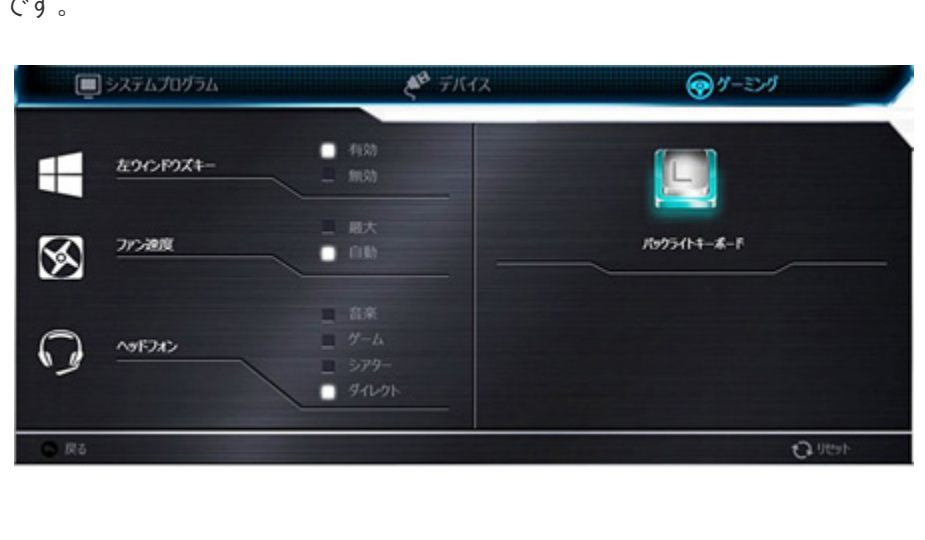 です。
システムプログラム
デバイス
ゲーミング
左ウィンドウズキー
有効
無効
ファン速度
最大
自動
ヘッドフォン
音楽
ゲーム
シアター
ダイレクト
L
バックライトキーボード
戻る
リセット